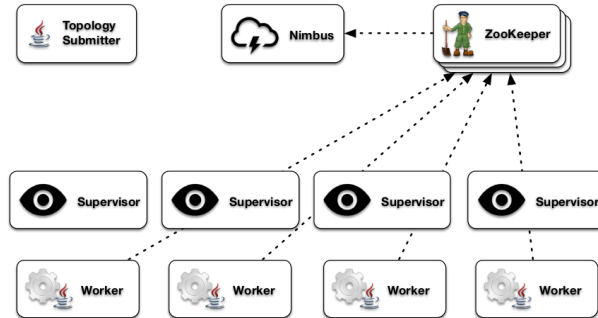 Topology
Submitter
Nimbus
ZooKeeper
Supervisor
Supervisor
Supervisor
Supervisor
Worker
Worker
Worker
Worker